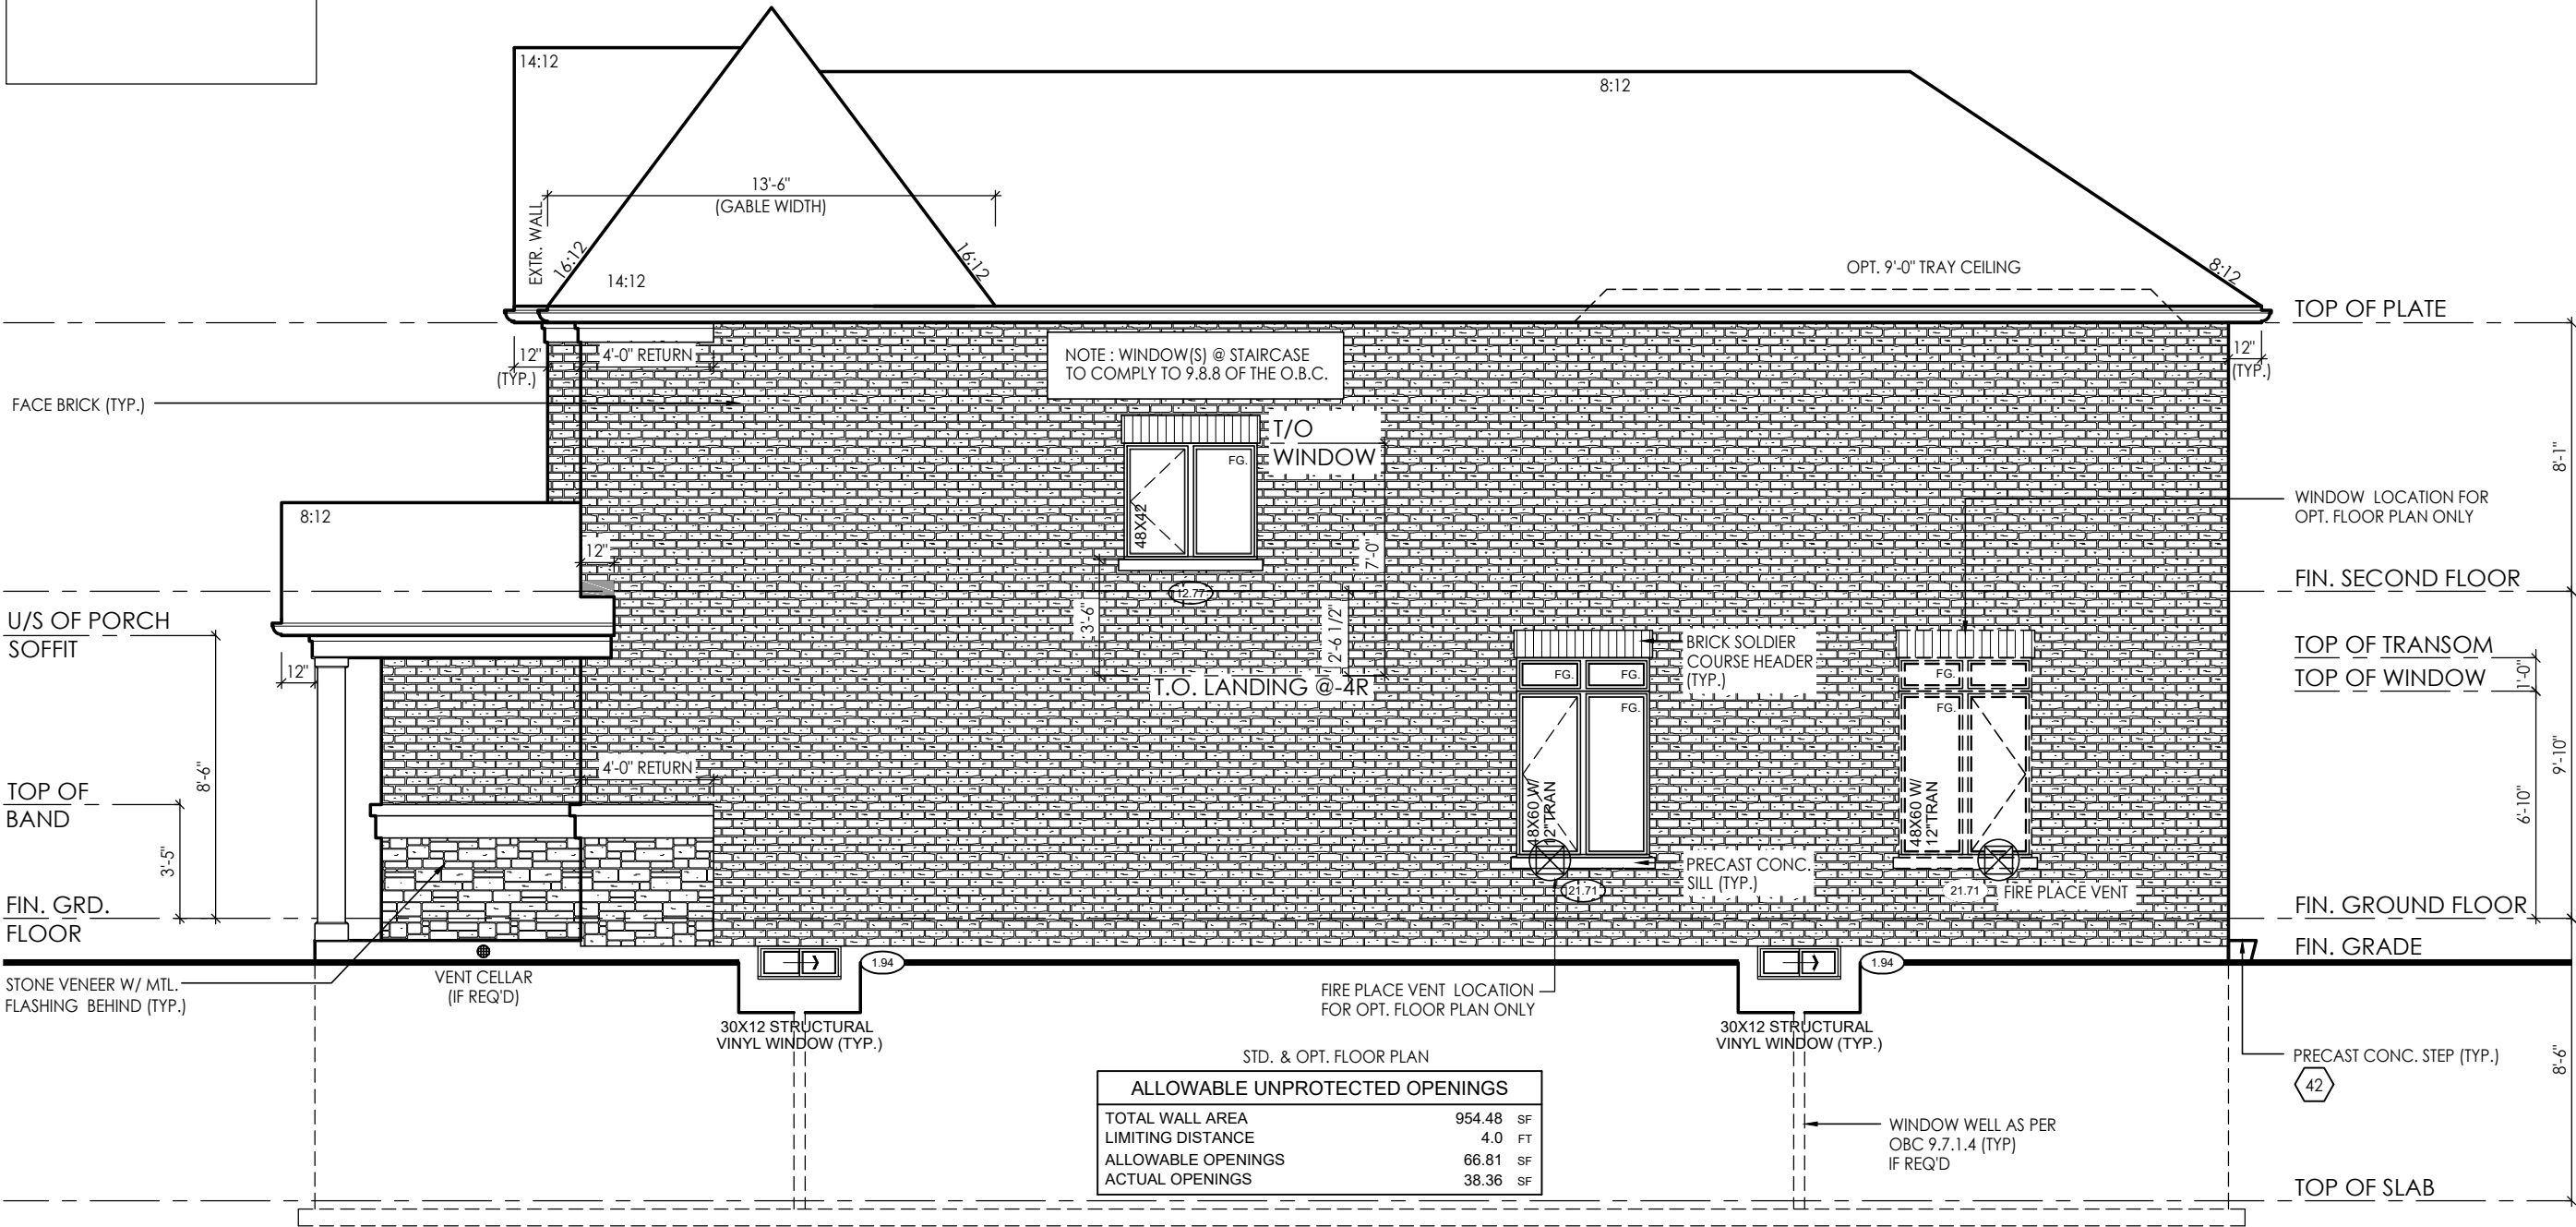 14:12
8:12
13'-6"
(GABLE WIDTH)
EXTR. WALL
16:12
16:12
14:12
OPT. 9'-0" TRAY CEILING
8:12
TOP OF PLATE
12"
(TYP.)
4'-0" RETURN
NOTE : WINDOW(S) @ STAIRCASE
TO COMPLY TO 9.8.8 OF THE O.B.C.
12"
(TYP.)
FACE BRICK (TYP.)
T/O
WINDOW
FG.
48X42
8'-1"
WINDOW LOCATION FOR
OPT. FLOOR PLAN ONLY
8:12
12"
7'-0"
12.77
3'-6"
2'-6 1/2"
FIN. SECOND FLOOR
U/S OF PORCH
SOFFIT
12"
T.O. LANDING @-4R
BRICK SOLDIER
COURSE HEADER
(TYP.)
FG.
FG.
FG.
FG.
FG.
TOP OF TRANSOM
TOP OF WINDOW
1'-0"
8'-6"
4'-0" RETURN
48X60 W/
12"TRAN
48X60 W/
12"TRAN
9'-10"
6'-10"
TOP OF
BAND
3'-5"
PRECAST CONC.
SILL (TYP.)
21.71
21.71
FIRE PLACE VENT
FIN. GRD.
FLOOR
FIN. GROUND FLOOR
FIN. GRADE
STONE VENEER W/ MTL.
FLASHING BEHIND (TYP.)
VENT CELLAR
(IF REQ'D)
1.94
1.94
FIRE PLACE VENT LOCATION
FOR OPT. FLOOR PLAN ONLY
30X12 STRUCTURAL
VINYL WINDOW (TYP.)
30X12 STRUCTURAL
VINYL WINDOW (TYP.)
PRECAST CONC. STEP (TYP.)
42
8'-6"
STD. & OPT. FLOOR PLAN
ALLOWABLE UNPROTECTED OPENINGS
TOTAL WALL AREA 954.48 SF
LIMITING DISTANCE 4.0 FT
ALLOWABLE OPENINGS 66.81 SF
ACTUAL OPENINGS 38.36 SF
WINDOW WELL AS PER
OBC 9.7.1.4 (TYP)
IF REQ'D
TOP OF SLAB